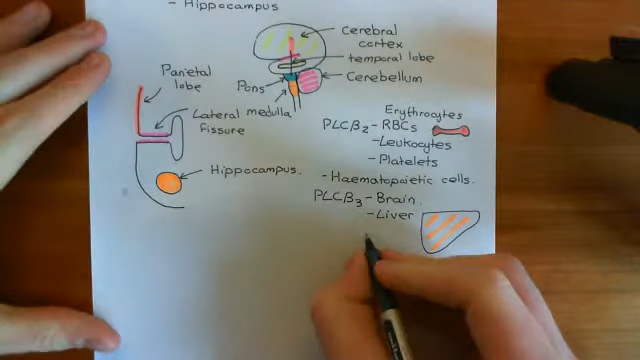 - Hippocampus
Cerebral
cortex
temporal lobe
Cerebellum
Pons
medulla
Parietal
lobe
Lateral
fissure
Hippocampus.
Erythrocytes
PLCβ2 - RBCs
- Leukocytes
- Platelets
- Haematopoietic cells.
PLCβ3 - Brain.
- Liver